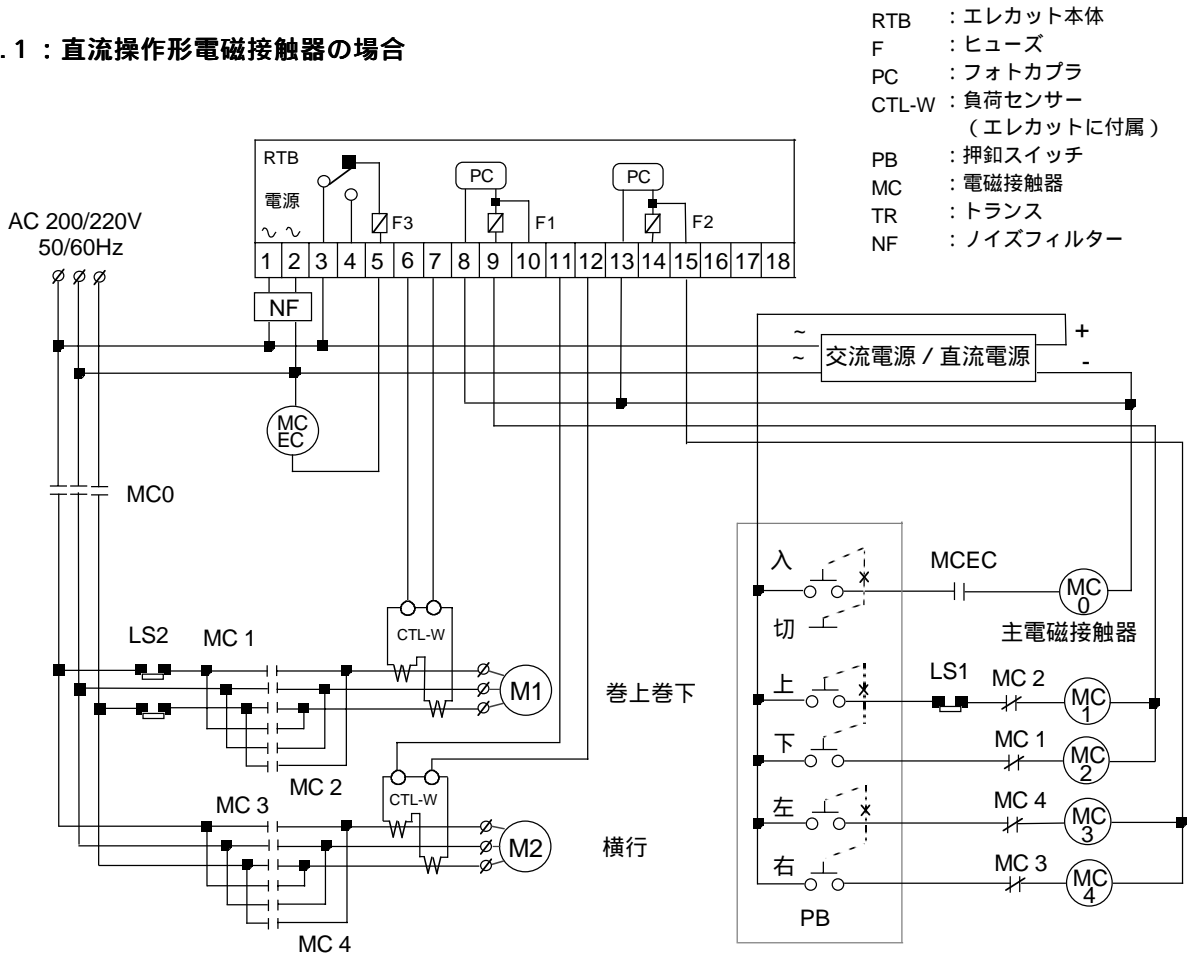 .１：直流操作形電磁接触器の場合
RTB ：エレカット本体
F ：ヒューズ
PC ：フォトカプラ
CTL-W ：負荷センサー
（エレカットに付属）
PB ：押釦スイッチ
MC ：電磁接触器
TR ：トランス
NF ：ノイズフィルター
AC 200/220V
50/60Hz
RTB
電源
～ ～
F3
PC
F1
PC
F2
1 2 3 4 5 6 7 8 9 10 11 12 13 14 15 16 17 18
NF
~
~
交流電源 / 直流電源
+
-
MC
EC
MC0
入
切
MCEC
MC
0
主電磁接触器
LS2
MC 1
CTL-W
M1
巻上巻下
MC 2
上
LS1
MC 2
MC
1
下
MC 1
MC
2
MC 3
CTL-W
M2
横行
MC 4
左
MC 4
MC
3
右
MC 3
MC
4
PB